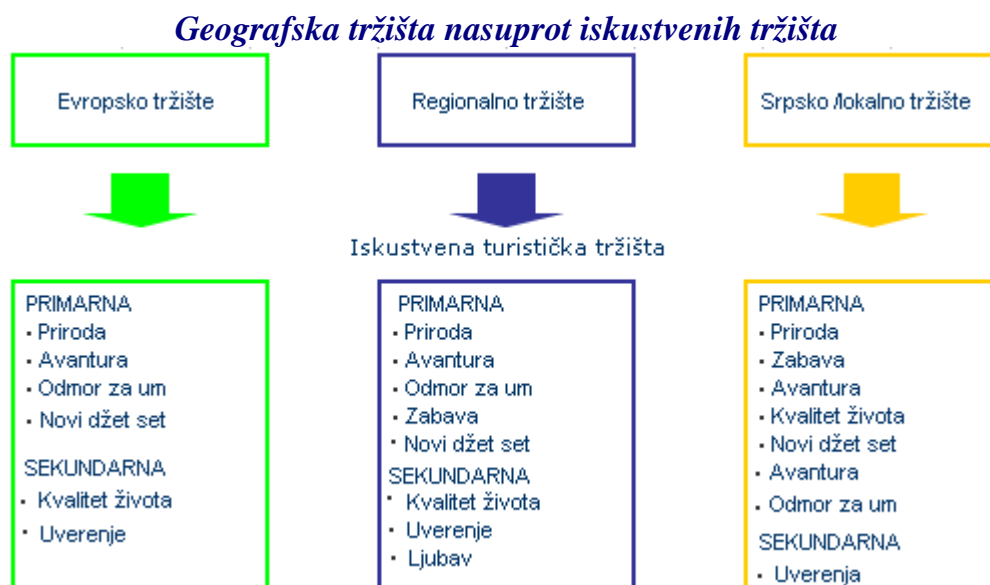 Geografska tržišta nasuprot iskustvenih tržišta
Evropsko tržište
Regionalno tržište
Srpsko /lokalno tržište
Iskustvena turistička tržišta
PRIMARNA
· Priroda
· Avantura
· Odmor za um
· Novi džet set
SEKUNDARNA
· Kvalitet života
· Uverenje
PRIMARNA
· Priroda
· Avantura
· Odmor za um
· Zabava
· Novi džet set
SEKUNDARNA
· Kvalitet života
· Uverenje
· Ljubav
PRIMARNA
· Priroda
· Zabava
· Avantura
· Kvalitet života
· Novi džet set
· Avantura
· Odmor za um
SEKUNDARNA
· Uverenja